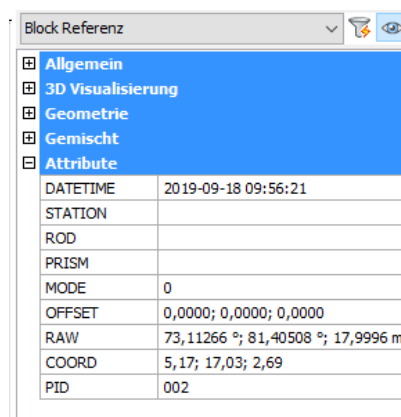 Block Referenz
Allgemein
3D Visualisierung
Geometrie
Gemischt
Attribute
DATETIME 2019-09-18 09:56:21
STATION
ROD
PRISM
MODE 0
OFFSET 0,0000; 0,0000; 0,0000
RAW 73,11266 °; 81,40508 °; 17,9996 m
COORD 5,17; 17,03; 2,69
PID 002